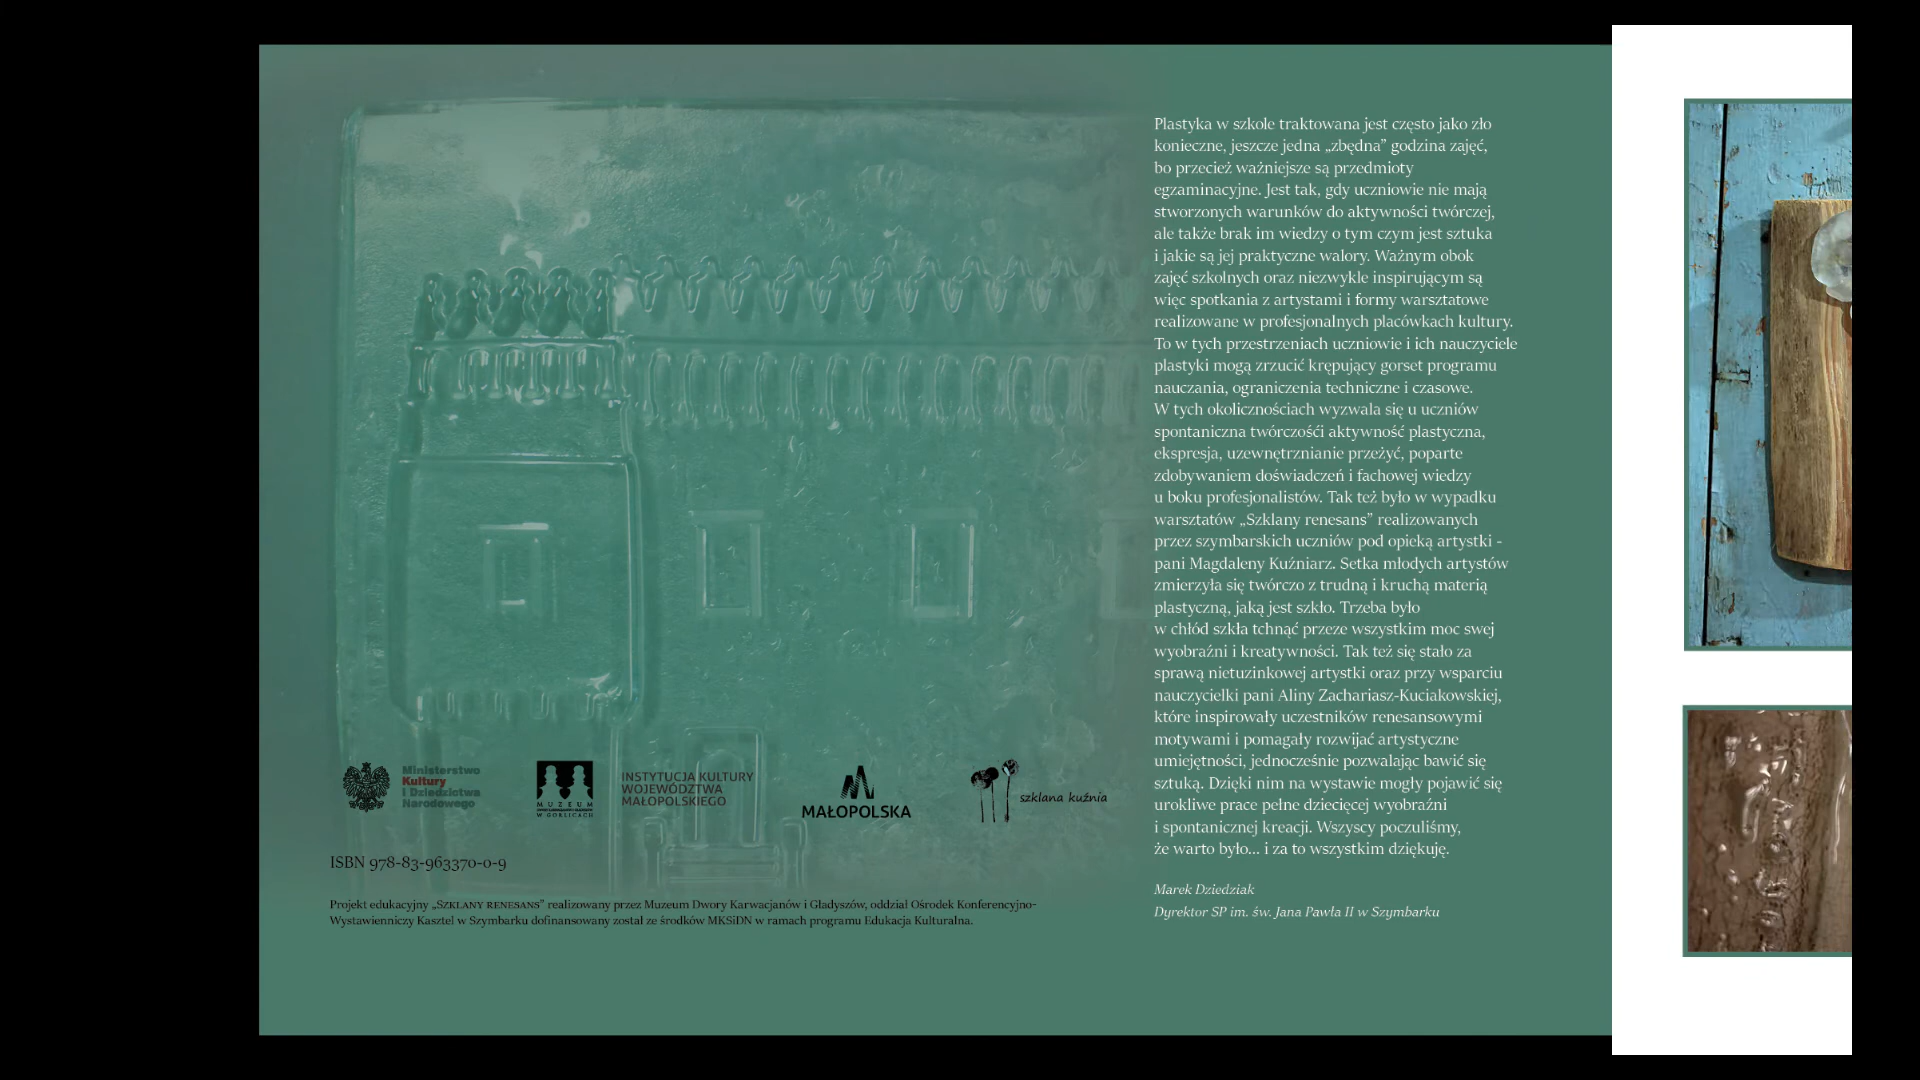 Plastyka w szkole traktowana jest często jako zło
konieczne, jeszcze jedna „zbędna” godzina zajęć,
bo przecież ważniejsze są przedmioty
egzaminacyjne. Jest tak, gdy uczniowie nie mają
stworzonych warunków do aktywności twórczej,
ale także brak im wiedzy o tym czym jest sztuka
i jakie są jej praktyczne walory. Ważnym obok
zajęć szkolnych oraz niezwykle inspirującym są
więc spotkania z artystami i formy warsztatowe
realizowane w profesjonalnych placówkach kultury.
To w tych przestrzeniach uczniowie i ich nauczyciele
plastyki mogą zrzucić krępujący gorset programu
nauczania, ograniczenia techniczne i czasowe.
W tych okolicznościach wyzwala się u uczniów
spontaniczna twórczośći aktywność plastyczna,
ekspresja, uzewnętrznianie przeżyć, poparte
zdobywaniem doświadczeń i fachowej wiedzy
u boku profesjonalistów. Tak też było w wypadku
warsztatów „Szklany renesans” realizowanych
przez szymbarskich uczniów pod opieką artystki -
pani Magdaleny Kuźniarz. Setka młodych artystów
zmierzyła się twórczo z trudną i kruchą materią
plastyczną, jaką jest szkło. Trzeba było
w chłód szkła tchnąć przeze wszystkim moc swej
wyobraźni i kreatywności. Tak też się stało za
sprawą nietuzinkowej artystki oraz przy wsparciu
nauczycielki pani Aliny Zachariasz-Kuciakowskiej,
które inspirowały uczestników renesansowymi
motywami i pomagały rozwijać artystyczne
umiejętności, jednocześnie pozwalając bawić się
sztuką. Dzięki nim na wystawie mogły pojawić się
urokliwe prace pełne dziecięcej wyobraźni
i spontanicznej kreacji. Wszyscy poczuliśmy,
że warto było... i za to wszystkim dziękuję.
Marek Dziedziak
Dyrektor SP im. św. Jana Pawła II w Szymbarku
Ministerstwo
Kultury
i Dziedzictwa
Narodowego
MUZEUM
W GORLICACH
INSTYTUCJA KULTURY
WOJEWÓDZTWA
MAŁOPOLSKIEGO
MAŁOPOLSKA
szklana kuźnia
ISBN 978-83-963370-0-9
Projekt edukacyjny „Szklany renesans” realizowany przez Muzeum Dwory Karwacjanów i Gładyszów, oddział Ośrodek Konferencyjno-
Wystawienniczy Kasztel w Szymbarku dofinansowany został ze środków MKSiDN w ramach programu Edukacja Kulturalna.